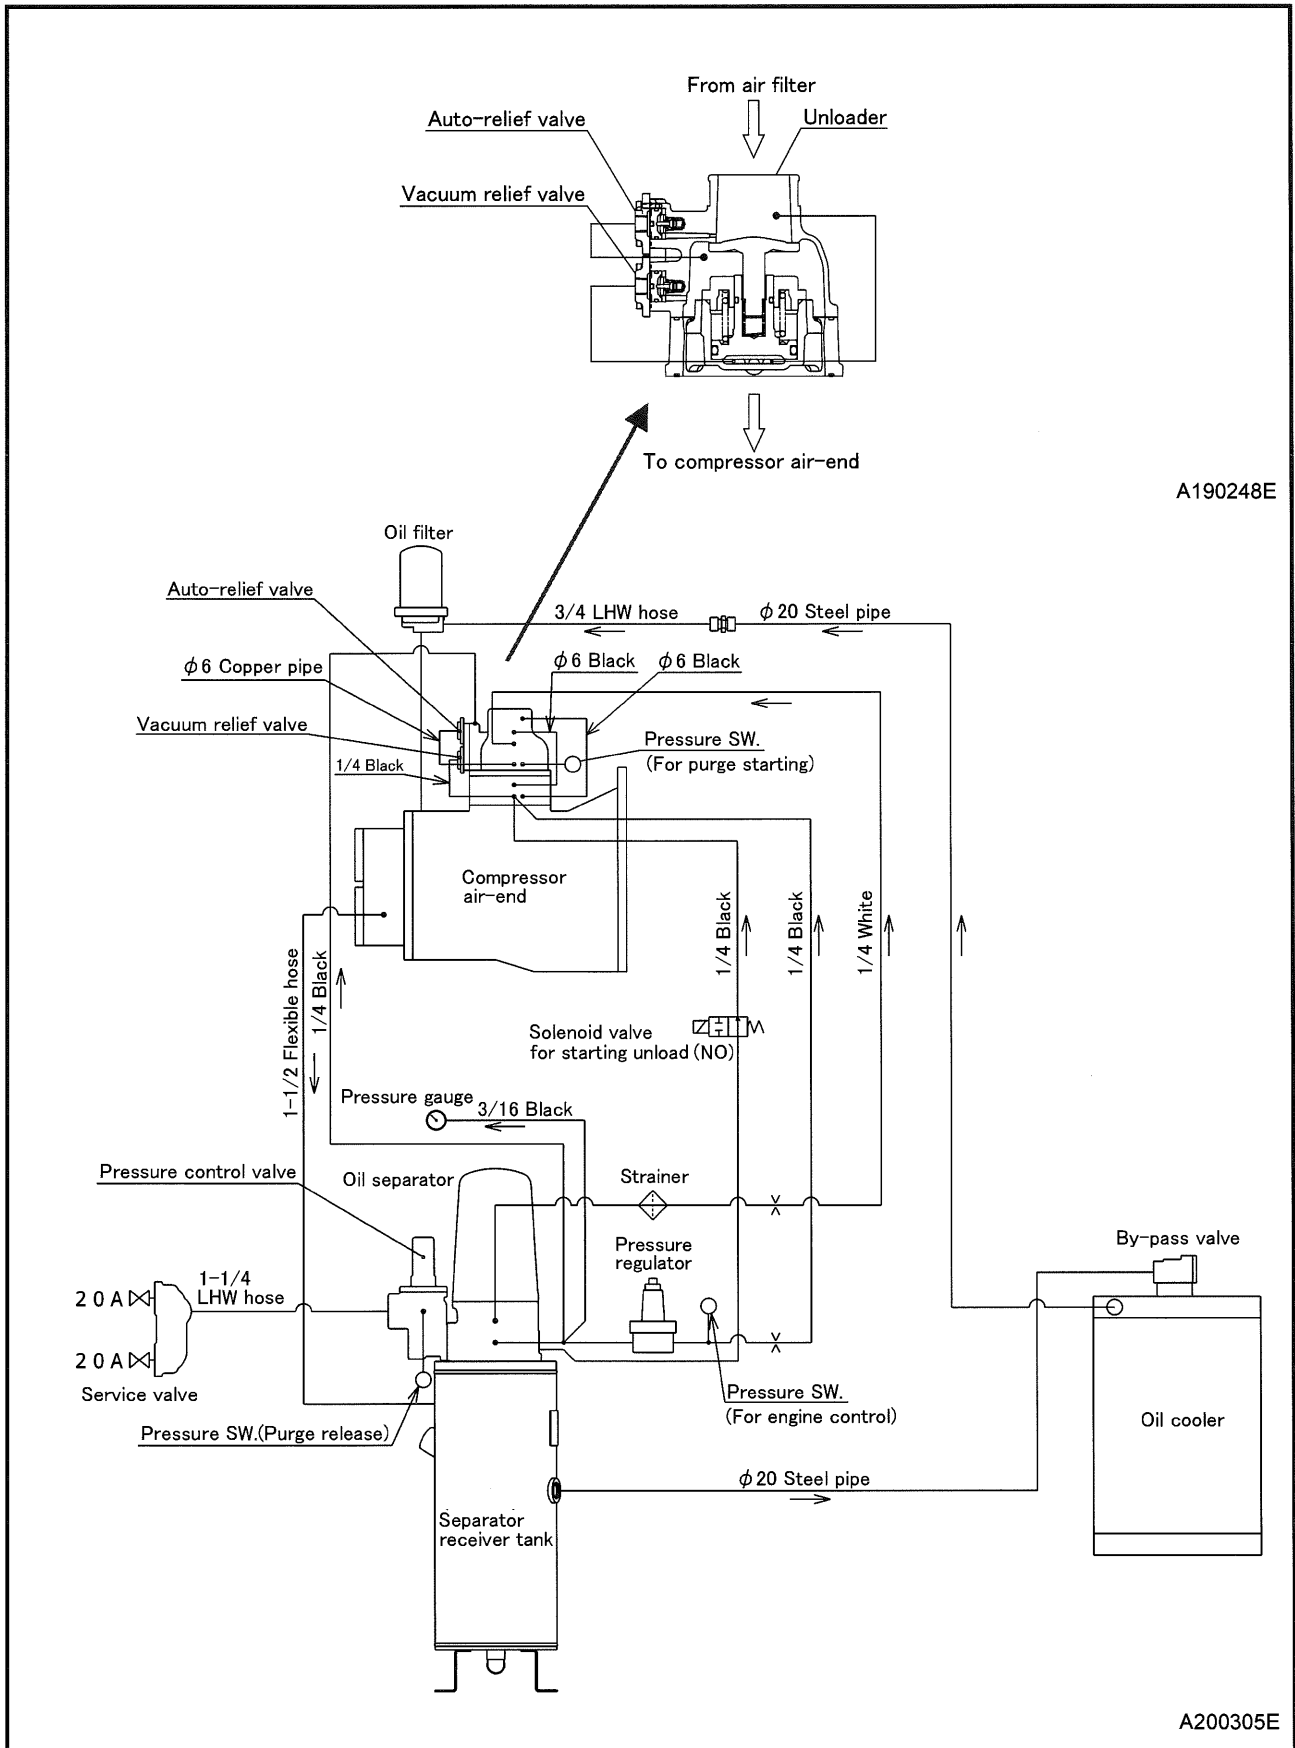 From air filter
Auto-relief valve
Unloader
Vacuum relief valve
To compressor air-end
A190248E
Oil filter
Auto-relief valve
3/4 LHW hose
ϕ20 Steel pipe
ϕ6 Copper pipe
ϕ6 Black
ϕ6 Black
Vacuum relief valve
Pressure SW.
(For purge starting)
1/4 Black
Compressor
air-end
1-1/2 Flexible hose
1/4 Black
1/4 Black
1/4 Black
1/4 White
Solenoid valve
for starting unload(NO)
Pressure gauge
3/16 Black
Pressure control valve
Oil separator
Strainer
Pressure
regulator
By-pass valve
1-1/4
LHW hose
20A
20A
Service valve
Pressure SW.
(For engine control)
Pressure SW.(Purge release)
Oil cooler
ϕ20 Steel pipe
Separator
receiver tank
A200305E